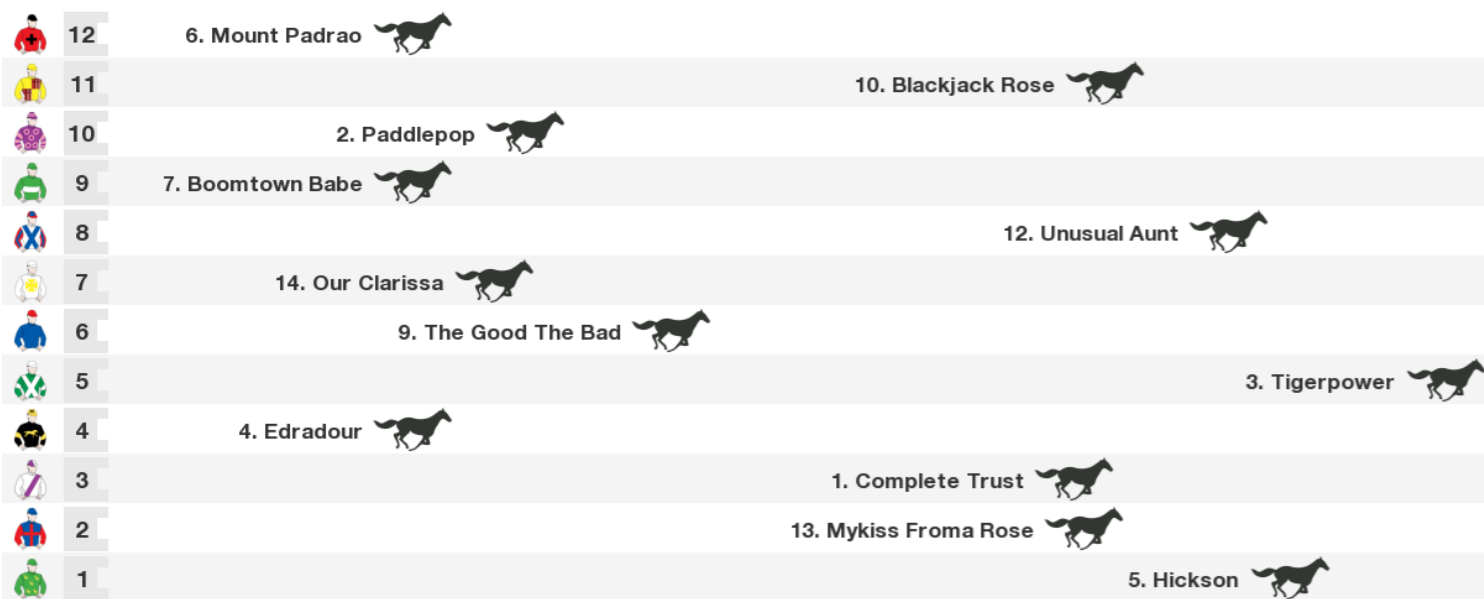 12 6. Mount Padrao
11 10. Blackjack Rose
10 2. Paddlepop
9 7. Boomtown Babe
8 12. Unusual Aunt
7 14. Our Clarissa
6 9. The Good The Bad
5 3. Tigerpower
4 4. Edradour
3 1. Complete Trust
2 13. Mykiss Froma Rose
1 5. Hickson